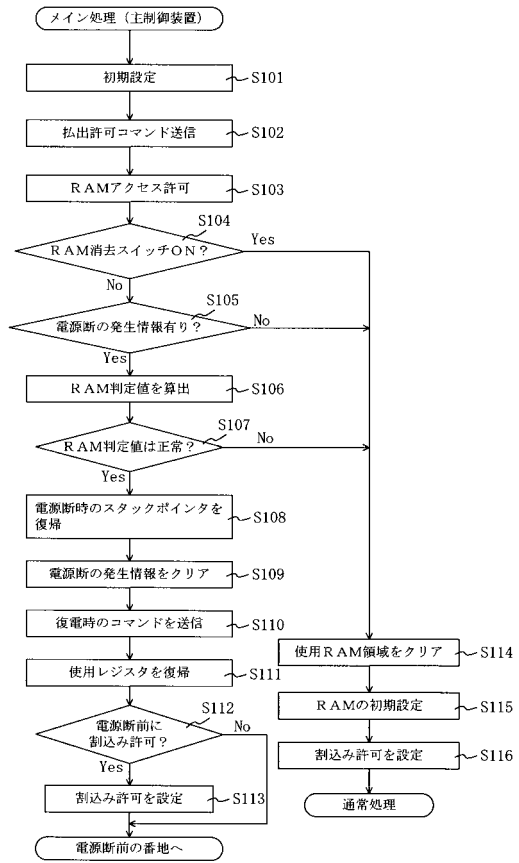 メイン処理（主制御装置）
初期設定
S101
払出許可コマンド送信
S102
ＲＡＭアクセス許可
S103
S104
ＲＡＭ消去スイッチＯＮ？
Yes
No
S105
電源断の発生情報有り？
No
Yes
ＲＡＭ判定値を算出
S106
S107
ＲＡＭ判定値は正常？
No
Yes
電源断時のスタックポインタを
復帰
S108
電源断の発生情報をクリア
S109
復電時のコマンドを送信
S110
使用レジスタを復帰
S111
S112
電源断前に
割込み許可？
No
Yes
割込み許可を設定
S113
電源断前の番地へ
使用ＲＡＭ領域をクリア
S114
ＲＡＭの初期設定
S115
割込み許可を設定
S116
通常処理